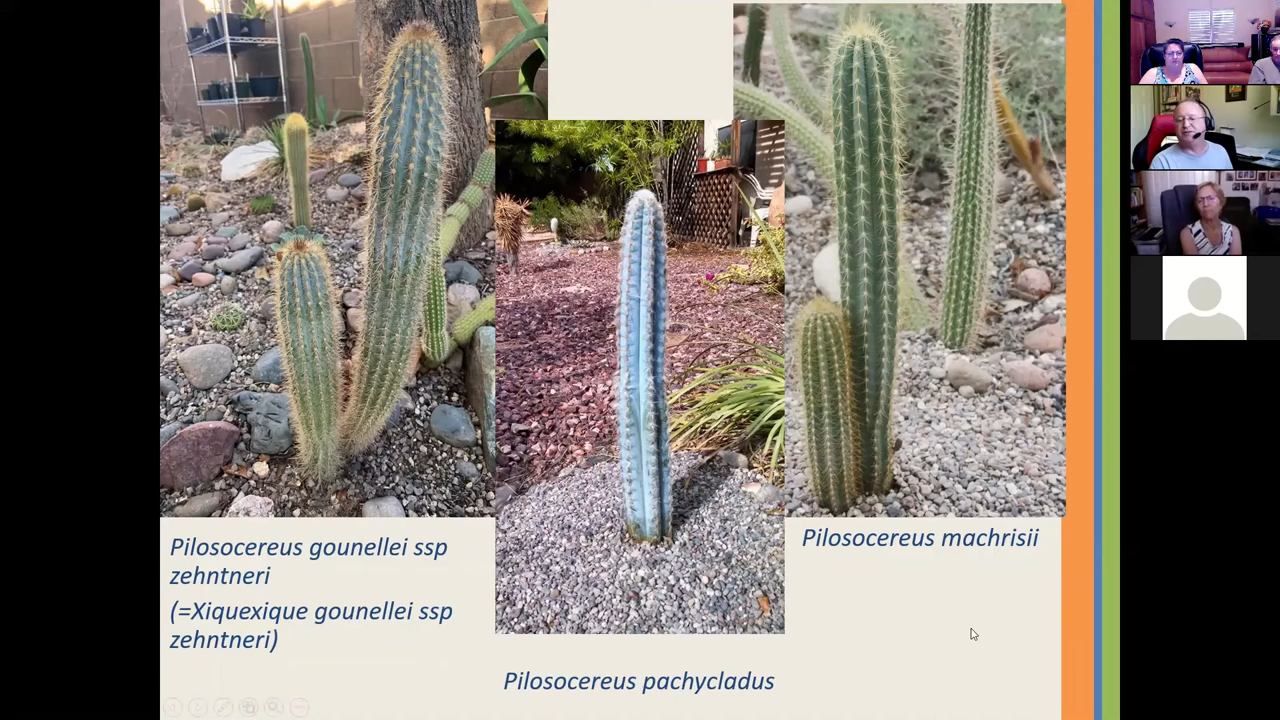 Pilosocereus gounellei ssp
zehntneri
(=Xiquexique gounellei ssp
zehntneri)
Pilosocereus pachycladus
Pilosocereus machrisii